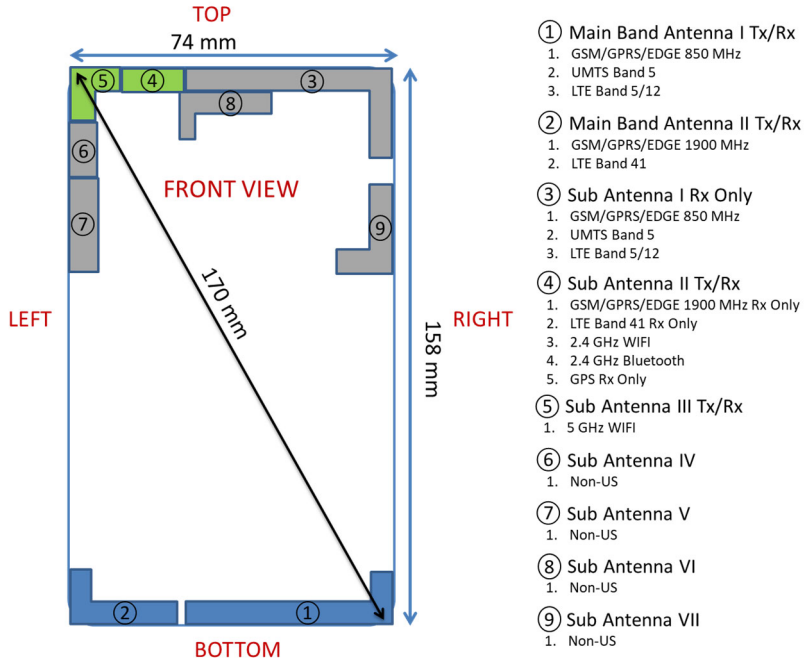 TOP
74 mm
5
4
3
8
6
FRONT VIEW
7
9
170 mm
LEFT
158 mm
RIGHT
2
1
BOTTOM
1 Main Band Antenna I Tx/Rx
1. GSM/GPRS/EDGE 850 MHz
2. UMTS Band 5
3. LTE Band 5/12
2 Main Band Antenna II Tx/Rx
1. GSM/GPRS/EDGE 1900 MHz
2. LTE Band 41
3 Sub Antenna I Rx Only
1. GSM/GPRS/EDGE 850 MHz
2. UMTS Band 5
3. LTE Band 5/12
4 Sub Antenna II Tx/Rx
1. GSM/GPRS/EDGE 1900 MHz Rx Only
2. LTE Band 41 Rx Only
3. 2.4 GHz WIFI
4. 2.4 GHz Bluetooth
5. GPS Rx Only
5 Sub Antenna III Tx/Rx
1. 5 GHz WIFI
6 Sub Antenna IV
1. Non-US
7 Sub Antenna V
1. Non-US
8 Sub Antenna VI
1. Non-US
9 Sub Antenna VII
1. Non-US